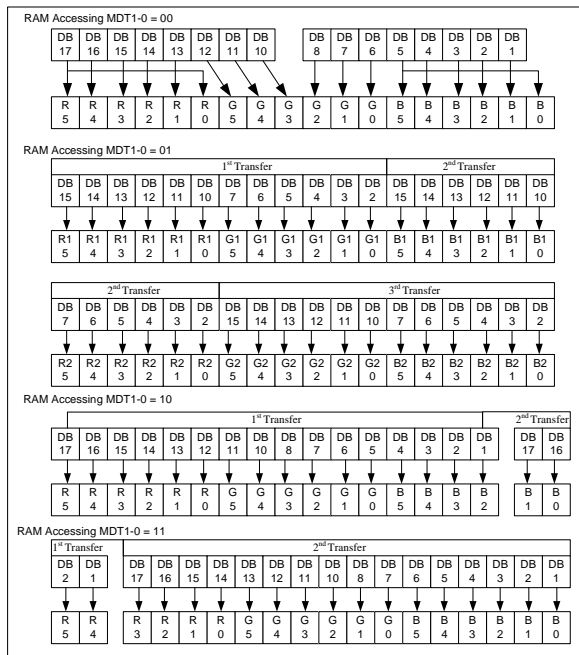 RAM Accessing MDT1-0 = 00
DB DB DB DB DB DB DB DB DB DB DB DB DB DB DB DB
17 16 15 14 13 12 11 10 8 7 6 5 4 3 2 1
R R R R R R G G G G G G B B B B B B
5 4 3 2 1 0 5 4 3 2 1 0 5 4 3 2 1 0
RAM Accessing MDT1-0 = 01
1st Transfer 2nd Transfer
DB DB DB DB DB DB DB DB DB DB DB DB DB DB DB DB DB DB
15 14 13 12 11 10 7 6 5 4 3 2 15 14 13 12 11 10
R1 R1 R1 R1 R1 R1 G1 G1 G1 G1 G1 G1 B1 B1 B1 B1 B1 B1
5 4 3 2 1 0 5 4 3 2 1 0 5 4 3 2 1 0
2nd Transfer 3rd Transfer
DB DB DB DB DB DB DB DB DB DB DB DB DB DB DB DB DB DB
7 6 5 4 3 2 15 14 13 12 11 10 7 6 5 4 3 2
R2 R2 R2 R2 R2 R2 G2 G2 G2 G2 G2 G2 B2 B2 B2 B2 B2 B2
5 4 3 2 1 0 5 4 3 2 1 0 5 4 3 2 1 0
RAM Accessing MDT1-0 = 10
1st Transfer 2nd Transfer
DB DB DB DB DB DB DB DB DB DB DB DB DB DB DB DB DB DB
17 16 15 14 13 12 11 10 8 7 6 5 4 3 2 1 17 16
R R R R R R G G G G G G B B B B B B
5 4 3 2 1 0 5 4 3 2 1 0 5 4 3 2 1 0
RAM Accessing MDT1-0 = 11
1st Transfer 2nd Transfer
DB DB DB DB DB DB DB DB DB DB DB DB DB DB DB DB DB DB
2 1 17 16 15 14 13 12 11 10 8 7 6 5 4 3 2 1
R R R R R R G G G G G G B B B B B B
5 4 3 2 1 0 5 4 3 2 1 0 5 4 3 2 1 0